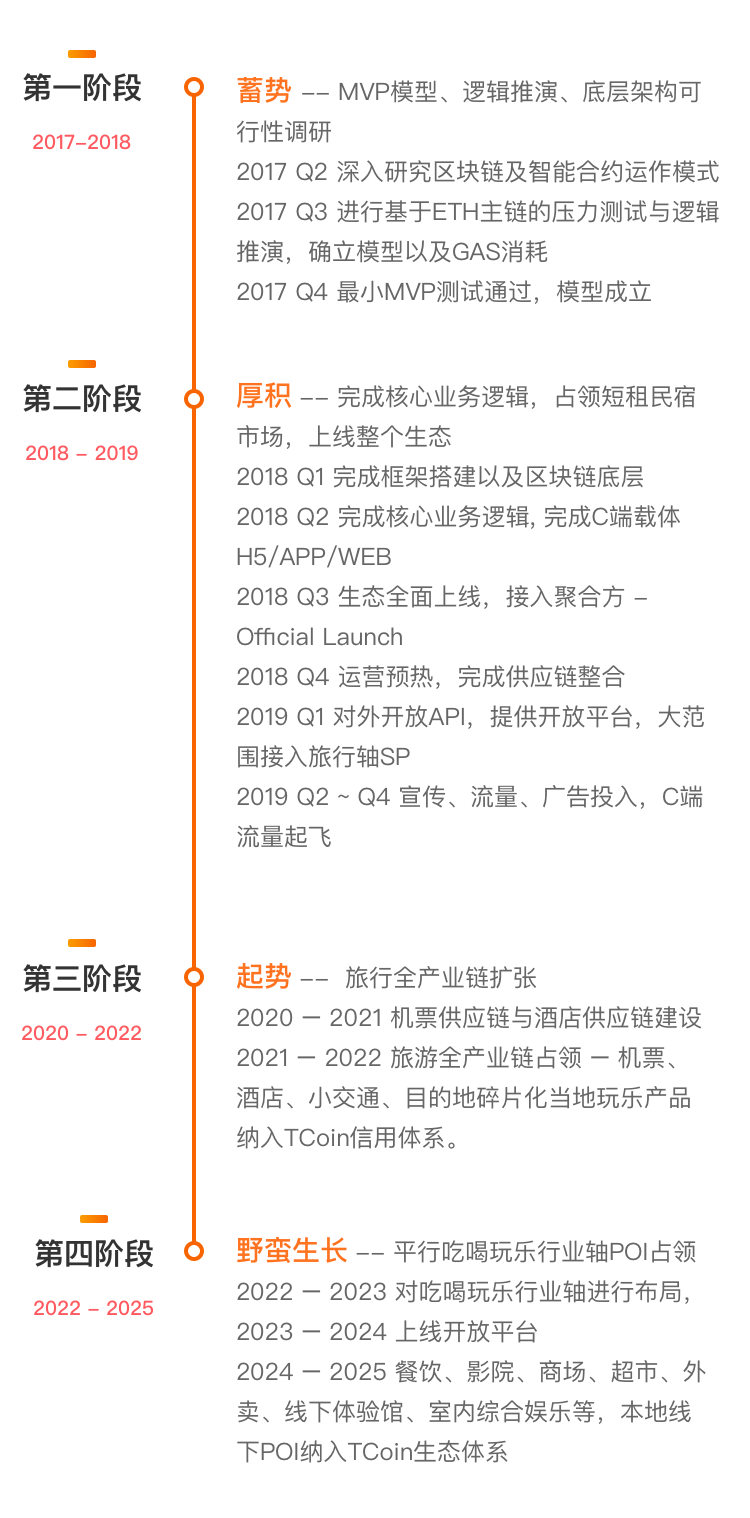 第一阶段
2017-2018
蓄势 -- MVP模型、逻辑推演、底层架构可
行性调研
2017 Q2 深入研究区块链及智能合约运作模式
2017 Q3 进行基于ETH主链的压力测试与逻辑
推演，确立模型以及GAS消耗
2017 Q4 最小MVP测试通过，模型成立
第二阶段
2018 - 2019
厚积 -- 完成核心业务逻辑，占领短租民宿
市场，上线整个生态
2018 Q1 完成框架搭建以及区块链底层
2018 Q2 完成核心业务逻辑, 完成C端载体
H5/APP/WEB
2018 Q3 生态全面上线，接入聚合方 -
Official Launch
2018 Q4 运营预热，完成供应链整合
2019 Q1 对外开放API，提供开放平台，大范
围接入旅行轴SP
2019 Q2 ~ Q4 宣传、流量、广告投入，C端
流量起飞
第三阶段
2020 - 2022
起势 -- 旅行全产业链扩张
2020 — 2021 机票供应链与酒店供应链建设
2021 — 2022 旅游全产业链占领 — 机票、
酒店、小交通、目的地碎片化当地玩乐产品
纳入TCoin信用体系。
第四阶段
2022 - 2025
野蛮生长 -- 平行吃喝玩乐行业轴POI占领
2022 — 2023 对吃喝玩乐行业轴进行布局，
2023 — 2024 上线开放平台
2024 — 2025 餐饮、影院、商场、超市、外
卖、线下体验馆、室内综合娱乐等，本地线
下POI纳入TCoin生态体系